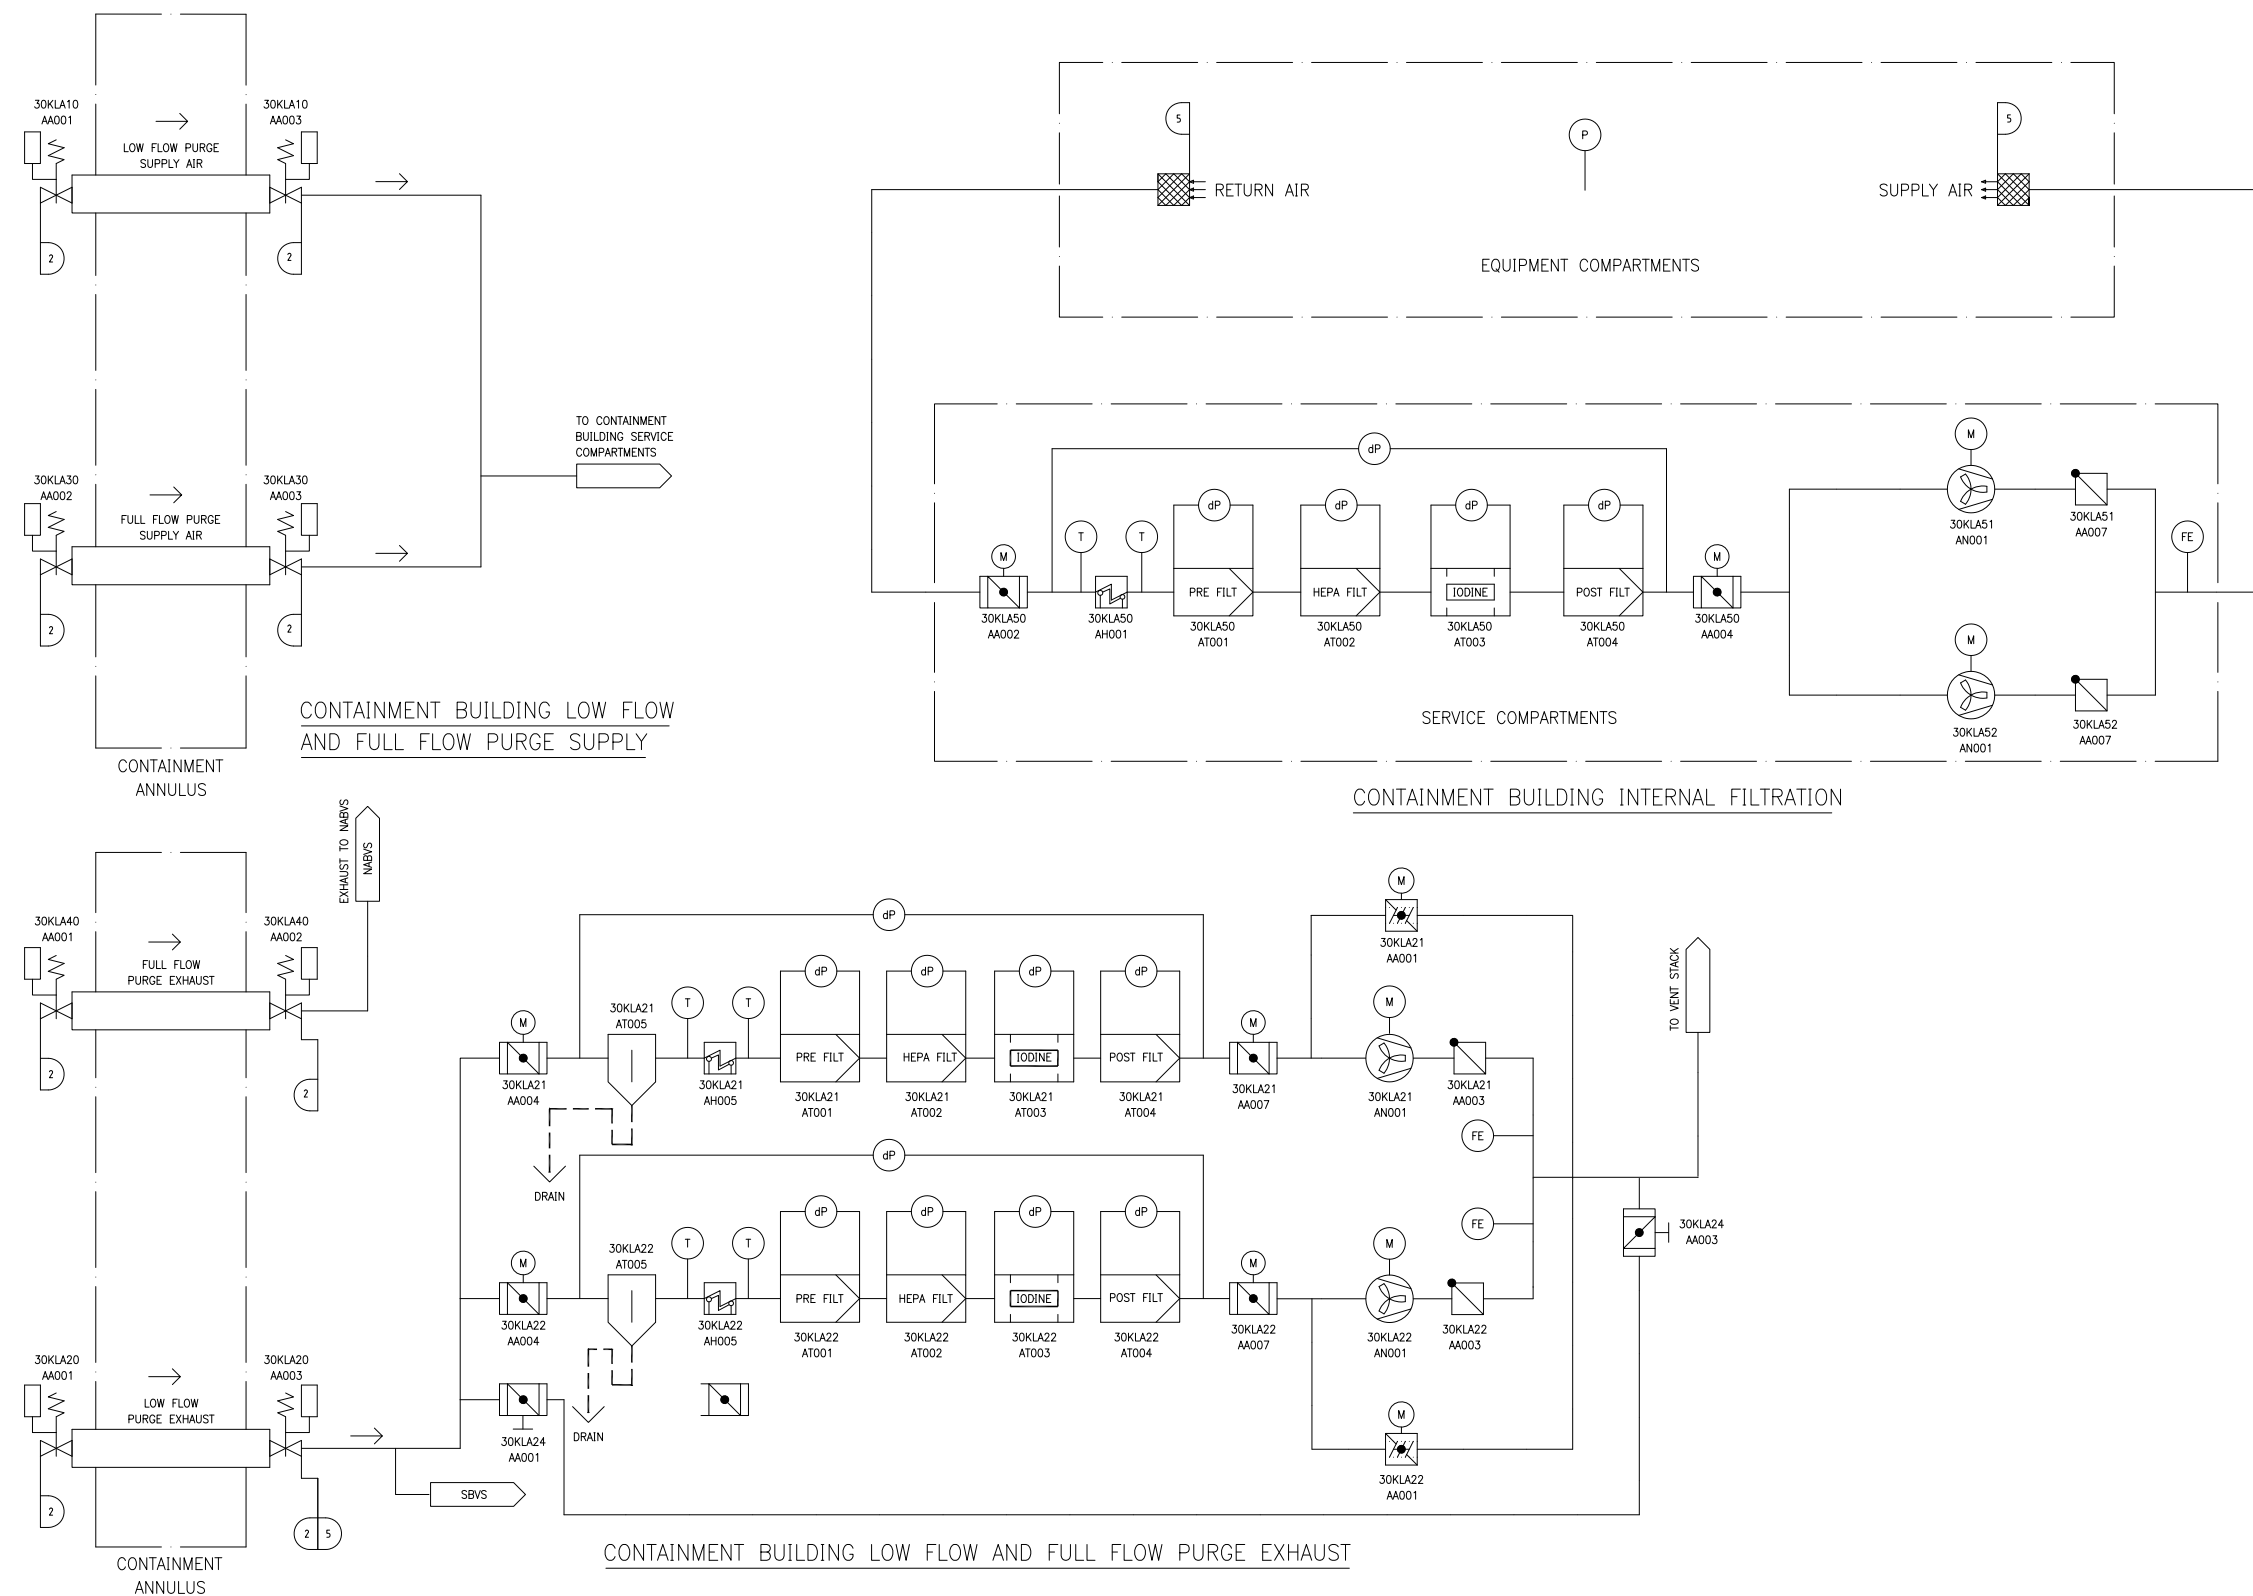 30KLA10
AA001
30KLA10
AA003
LOW FLOW PURGE
SUPPLY AIR
2
2
30KLA30
AA002
30KLA30
AA003
FULL FLOW PURGE
SUPPLY AIR
2
2
TO CONTAINMENT
BUILDING SERVICE
COMPARTMENTS
CONTAINMENT BUILDING LOW FLOW
AND FULL FLOW PURGE SUPPLY
CONTAINMENT
ANNULUS
5
P
5
RETURN AIR
SUPPLY AIR
EQUIPMENT COMPARTMENTS
dP
M
T
T
dP
dP
dP
dP
M
M
FE
M
PRE FILT
HEPA FILT
IODINE
POST FILT
30KLA50
AA002
30KLA50
AH001
30KLA50
AT001
30KLA50
AT002
30KLA50
AT003
30KLA50
AT004
30KLA50
AA004
30KLA51
AN001
30KLA51
AA007
30KLA52
AN001
30KLA52
AA007
SERVICE COMPARTMENTS
CONTAINMENT BUILDING INTERNAL FILTRATION
EXHAUST TO NABVS
NABVS
30KLA40
AA001
30KLA40
AA002
FULL FLOW
PURGE EXHAUST
2
2
dP
M
30KLA21
AT005
T
T
dP
dP
dP
dP
M
M
30KLA21
AA001
M
PRE FILT
HEPA FILT
IODINE
POST FILT
30KLA21
AA004
30KLA21
AH005
30KLA21
AT001
30KLA21
AT002
30KLA21
AT003
30KLA21
AT004
30KLA21
AA007
30KLA21
AN001
30KLA21
AA003
DRAIN
FE
FE
TO VENT STACK
30KLA24
AA003
dP
M
30KLA22
AT005
T
T
dP
dP
dP
dP
M
M
PRE FILT
HEPA FILT
IODINE
POST FILT
30KLA22
AA004
30KLA22
AH005
30KLA22
AT001
30KLA22
AT002
30KLA22
AT003
30KLA22
AT004
30KLA22
AA007
30KLA22
AN001
30KLA22
AA003
M
30KLA22
AA001
DRAIN
30KLA24
AA001
30KLA20
AA001
30KLA20
AA003
LOW FLOW
PURGE EXHAUST
2
2 5
SBVS
CONTAINMENT BUILDING LOW FLOW AND FULL FLOW PURGE EXHAUST
CONTAINMENT
ANNULUS